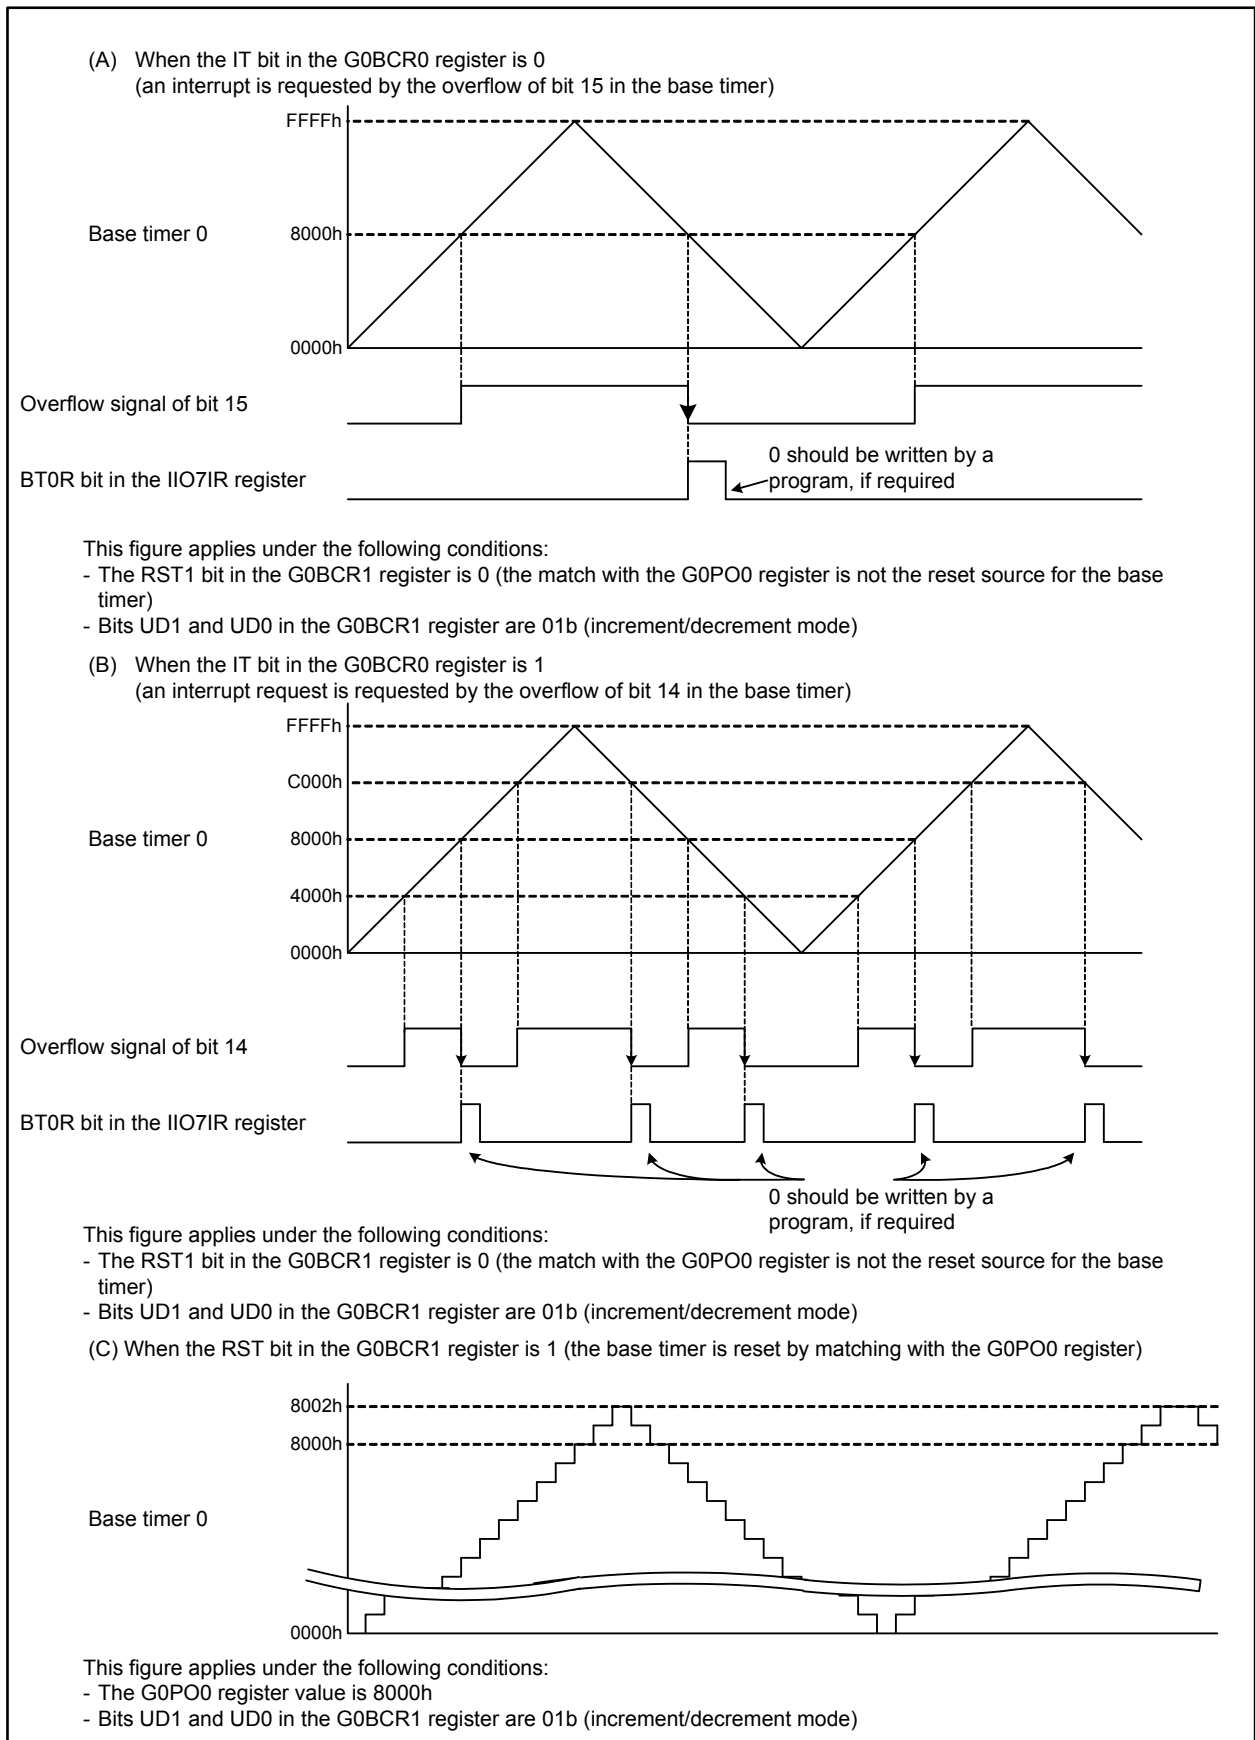 (A) When the IT bit in the G0BCR0 register is 0
(an interrupt is requested by the overflow of bit 15 in the base timer)
FFFFh
Base timer 0
8000h
0000h
Overflow signal of bit 15
BT0R bit in the IIO7IR register
0 should be written by a
program, if required
This figure applies under the following conditions:
- The RST1 bit in the G0BCR1 register is 0 (the match with the G0PO0 register is not the reset source for the base
timer)
- Bits UD1 and UD0 in the G0BCR1 register are 01b (increment/decrement mode)
(B) When the IT bit in the G0BCR0 register is 1
(an interrupt request is requested by the overflow of bit 14 in the base timer)
FFFFh
C000h
Base timer 0
8000h
4000h
0000h
Overflow signal of bit 14
BT0R bit in the IIO7IR register
0 should be written by a
program, if required
This figure applies under the following conditions:
- The RST1 bit in the G0BCR1 register is 0 (the match with the G0PO0 register is not the reset source for the base
timer)
- Bits UD1 and UD0 in the G0BCR1 register are 01b (increment/decrement mode)
(C) When the RST bit in the G0BCR1 register is 1 (the base timer is reset by matching with the G0PO0 register)
8002h
8000h
Base timer 0
0000h
This figure applies under the following conditions:
- The G0PO0 register value is 8000h
- Bits UD1 and UD0 in the G0BCR1 register are 01b (increment/decrement mode)